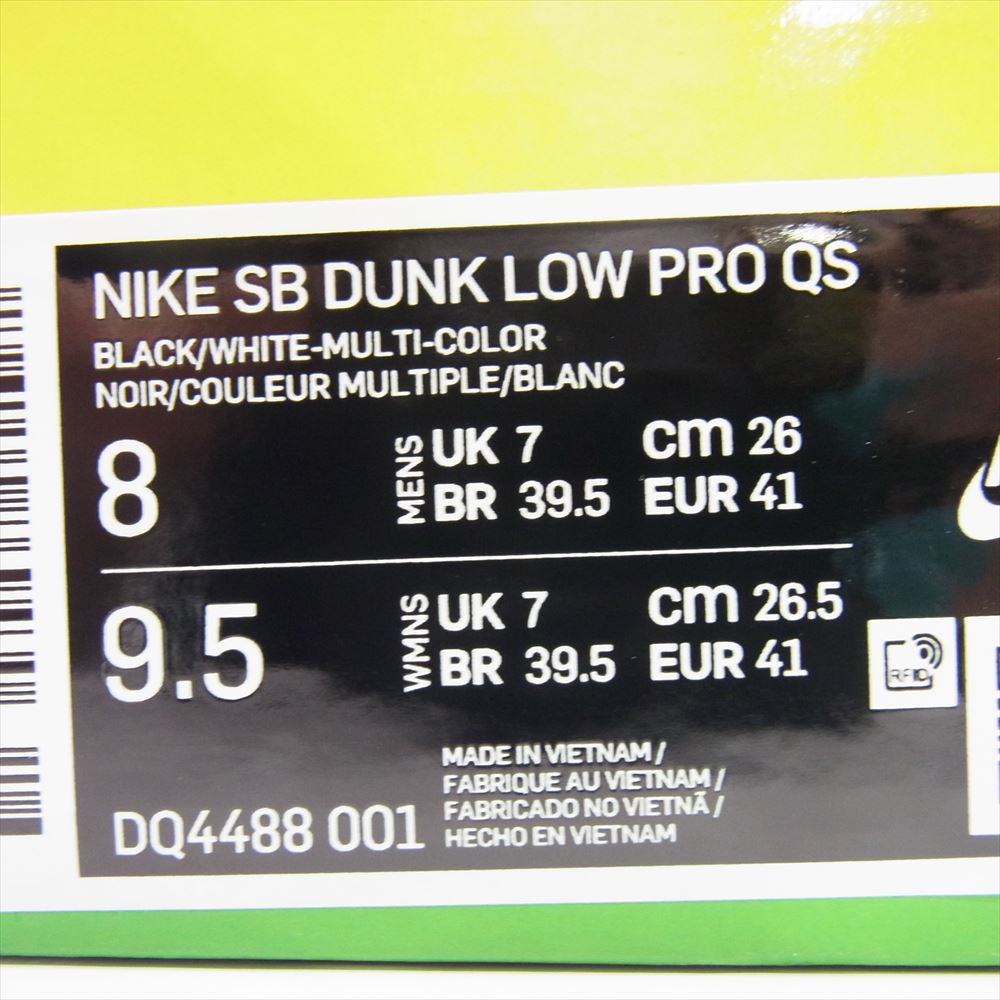 NIKE SB DUNK LOW PRO QS
BLACK/WHITE-MULTI-COLOR
NOIR/COULEUR MULTIPLE/BLANC
8 MENS UK 7 cm 26
BR 39.5 EUR 41
9.5 WMNS UK 7 cm 26.5
BR 39.5 EUR 41
RFID
MADE IN VIETNAM /
FABRIQUE AU VIETNAM /
FABRICADO NO VIETNÃ /
HECHO EN VIETNAM
DQ4488 001